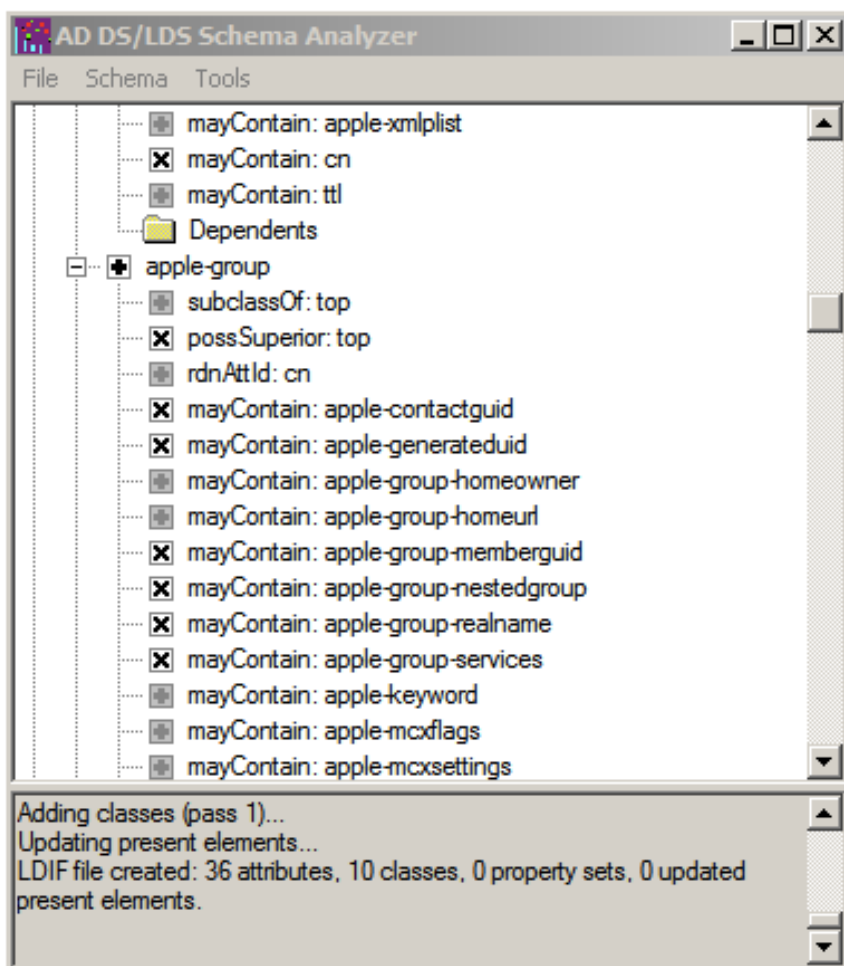 AD DS/LDS Schema Analyzer
File Schema Tools
mayContain: apple-xmlplist
mayContain: cn
mayContain: ttl
Dependents
apple-group
subclassOf: top
possSuperior: top
rdnAttId: cn
mayContain: apple-contactguid
mayContain: apple-generateduid
mayContain: apple-group-homeowner
mayContain: apple-group-homeurl
mayContain: apple-group-memberguid
mayContain: apple-group-nestedgroup
mayContain: apple-group-realname
mayContain: apple-group-services
mayContain: apple-keyword
mayContain: apple-mcxflags
mayContain: apple-mcxsettings
Adding classes (pass 1)...
Updating present elements...
LDIF file created: 36 attributes, 10 classes, 0 property sets, 0 updated
present elements.